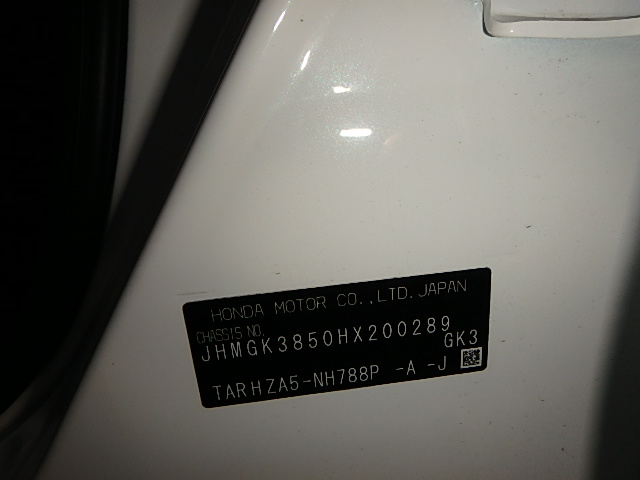 HONDA MOTOR CO.,LTD.JAPAN
CHASSIS NO.
JHMGK3850HX200289
GK3
TARHZA5-NH788P -A -J